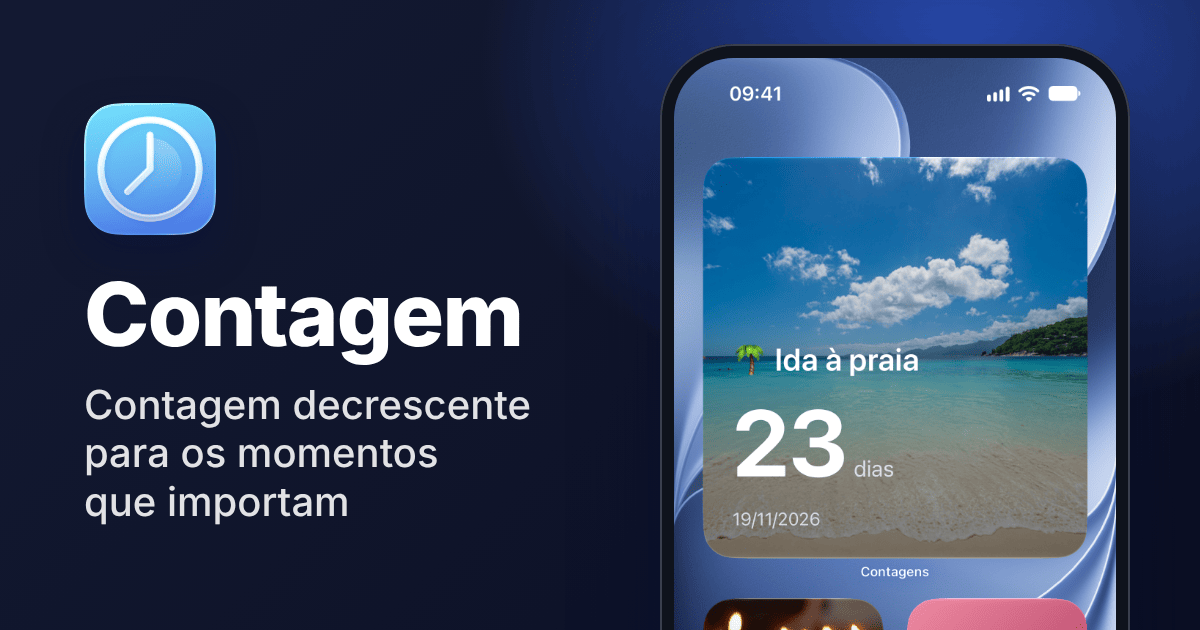 Contagem
Contagem decrescente
para os momentos
que importam
09:41
🌴 Ida à praia
23 dias
19/11/2026
Contagens